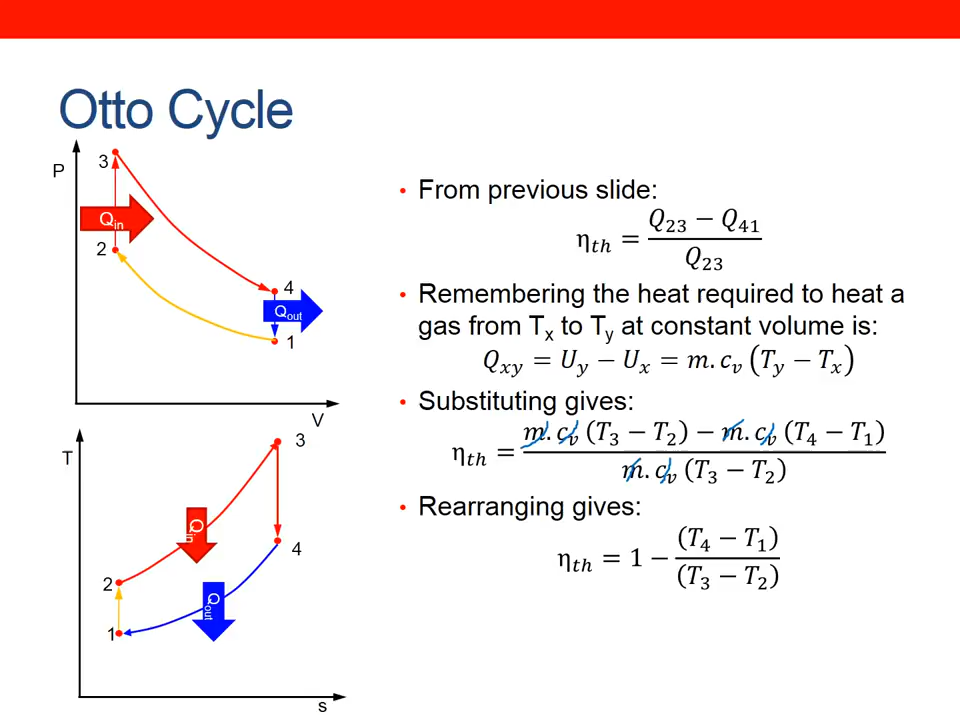 Otto Cycle
P
3
Q_in
2
4
Q_out
1
V
T
3
Q_in
4
2
Q_out
1
s
• From previous slide:
η_th = (Q_23 − Q_41) / Q_23
• Remembering the heat required to heat a
gas from T_x to T_y at constant volume is:
Q_xy = U_y − U_x = m. c_v (T_y − T_x)
• Substituting gives:
η_th = (m. c_v (T_3 − T_2) − m. c_v (T_4 − T_1)) / (m. c_v (T_3 − T_2))
• Rearranging gives:
η_th = 1 − (T_4 − T_1) / (T_3 − T_2)